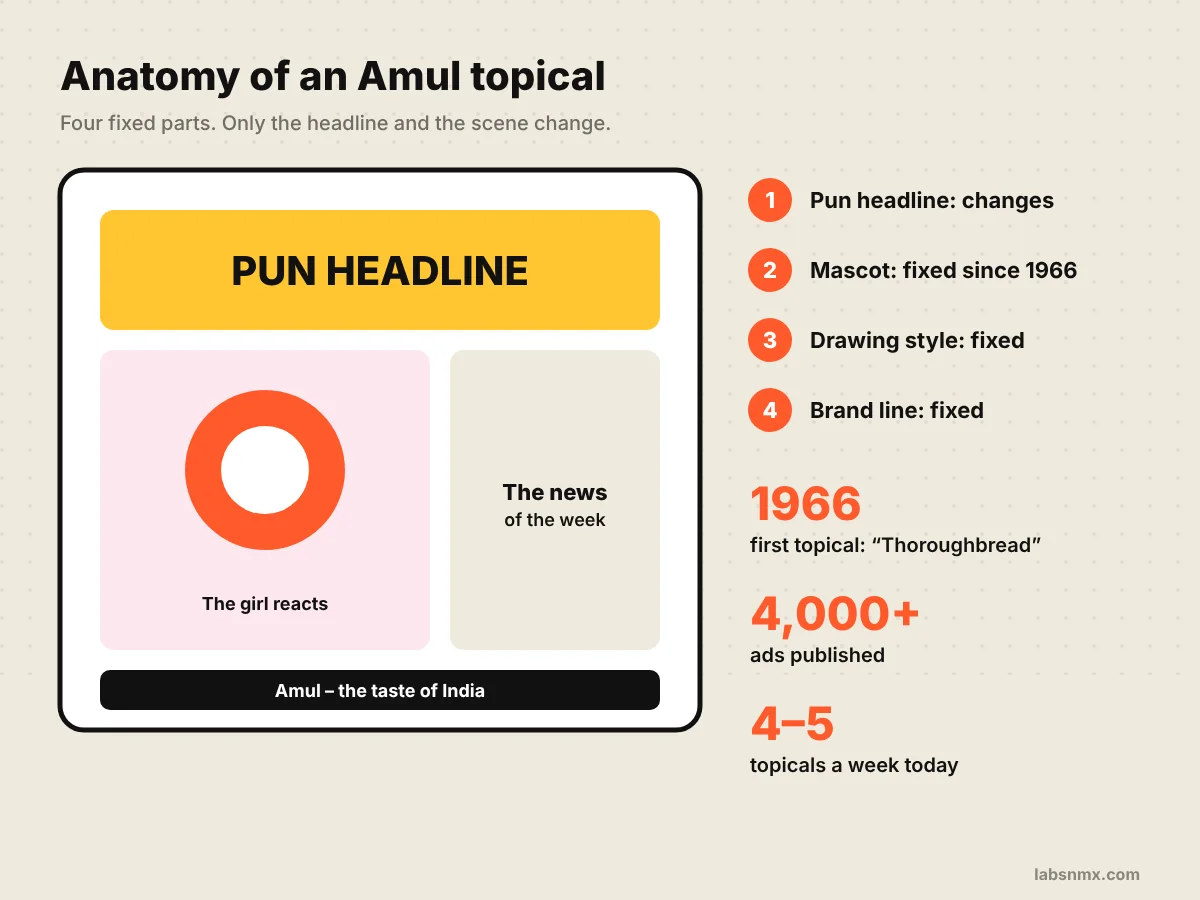 Anatomy of an Amul topical
Four fixed parts. Only the headline and the scene change.
PUN HEADLINE
The girl reacts
The news
of the week
Amul – the taste of India
1 Pun headline: changes
2 Mascot: fixed since 1966
3 Drawing style: fixed
4 Brand line: fixed
1966
first topical: “Thoroughbread”
4,000+
ads published
4–5
topicals a week today
labsnmx.com